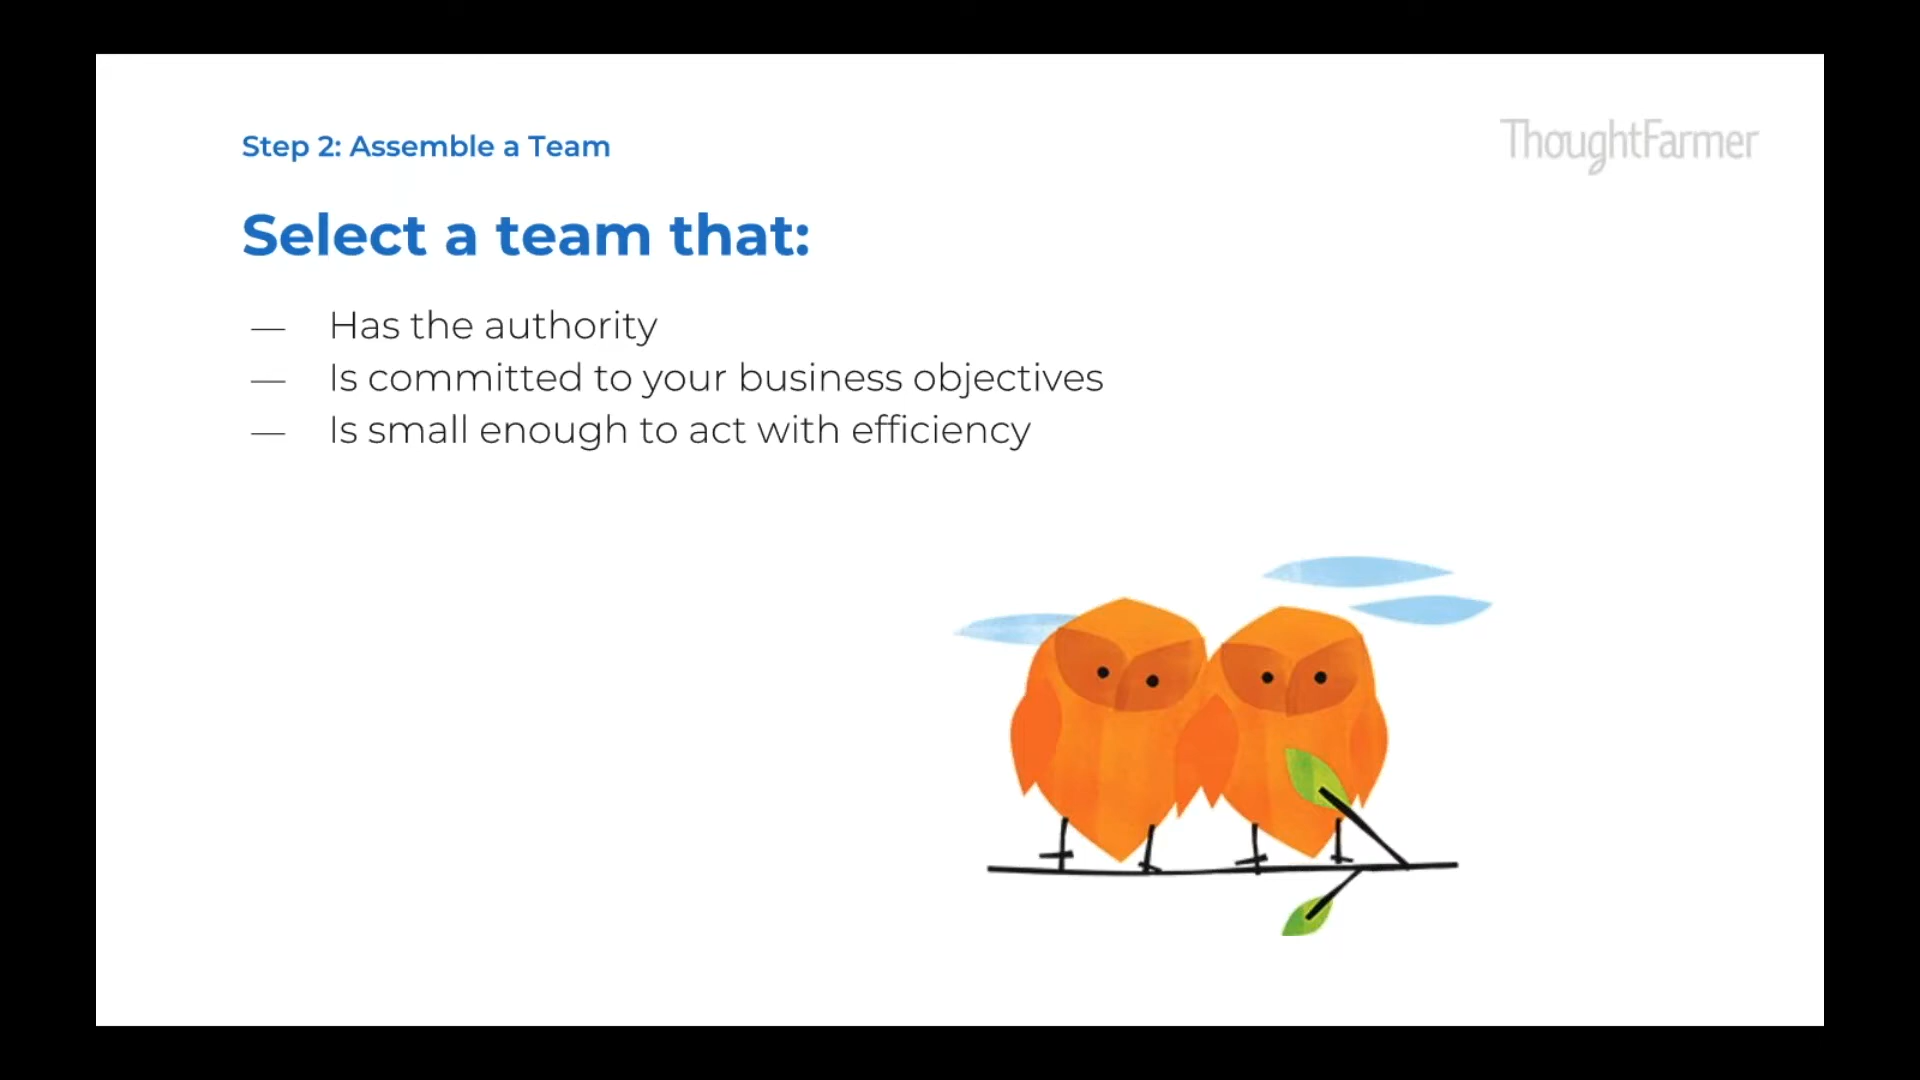 Step 2: Assemble a Team
ThoughtFarmer
Select a team that:
— Has the authority
— Is committed to your business objectives
— Is small enough to act with efficiency